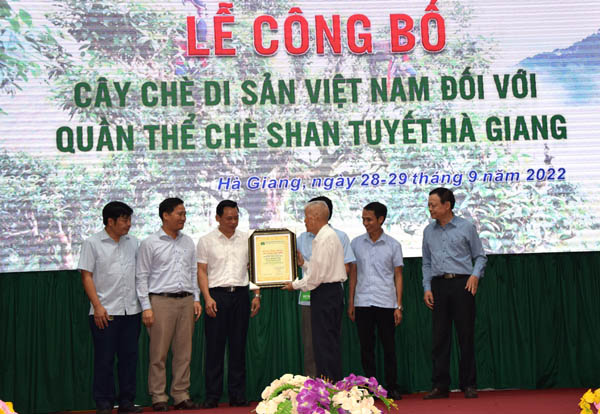 LỄ CÔNG BỐ
CÂY CHÈ DI SẢN VIỆT NAM ĐỐI VỚI
QUẦN THỂ CHÈ SHAN TUYẾT HÀ GIANG
Hà Giang, ngày 28-29 tháng 9 năm 2022